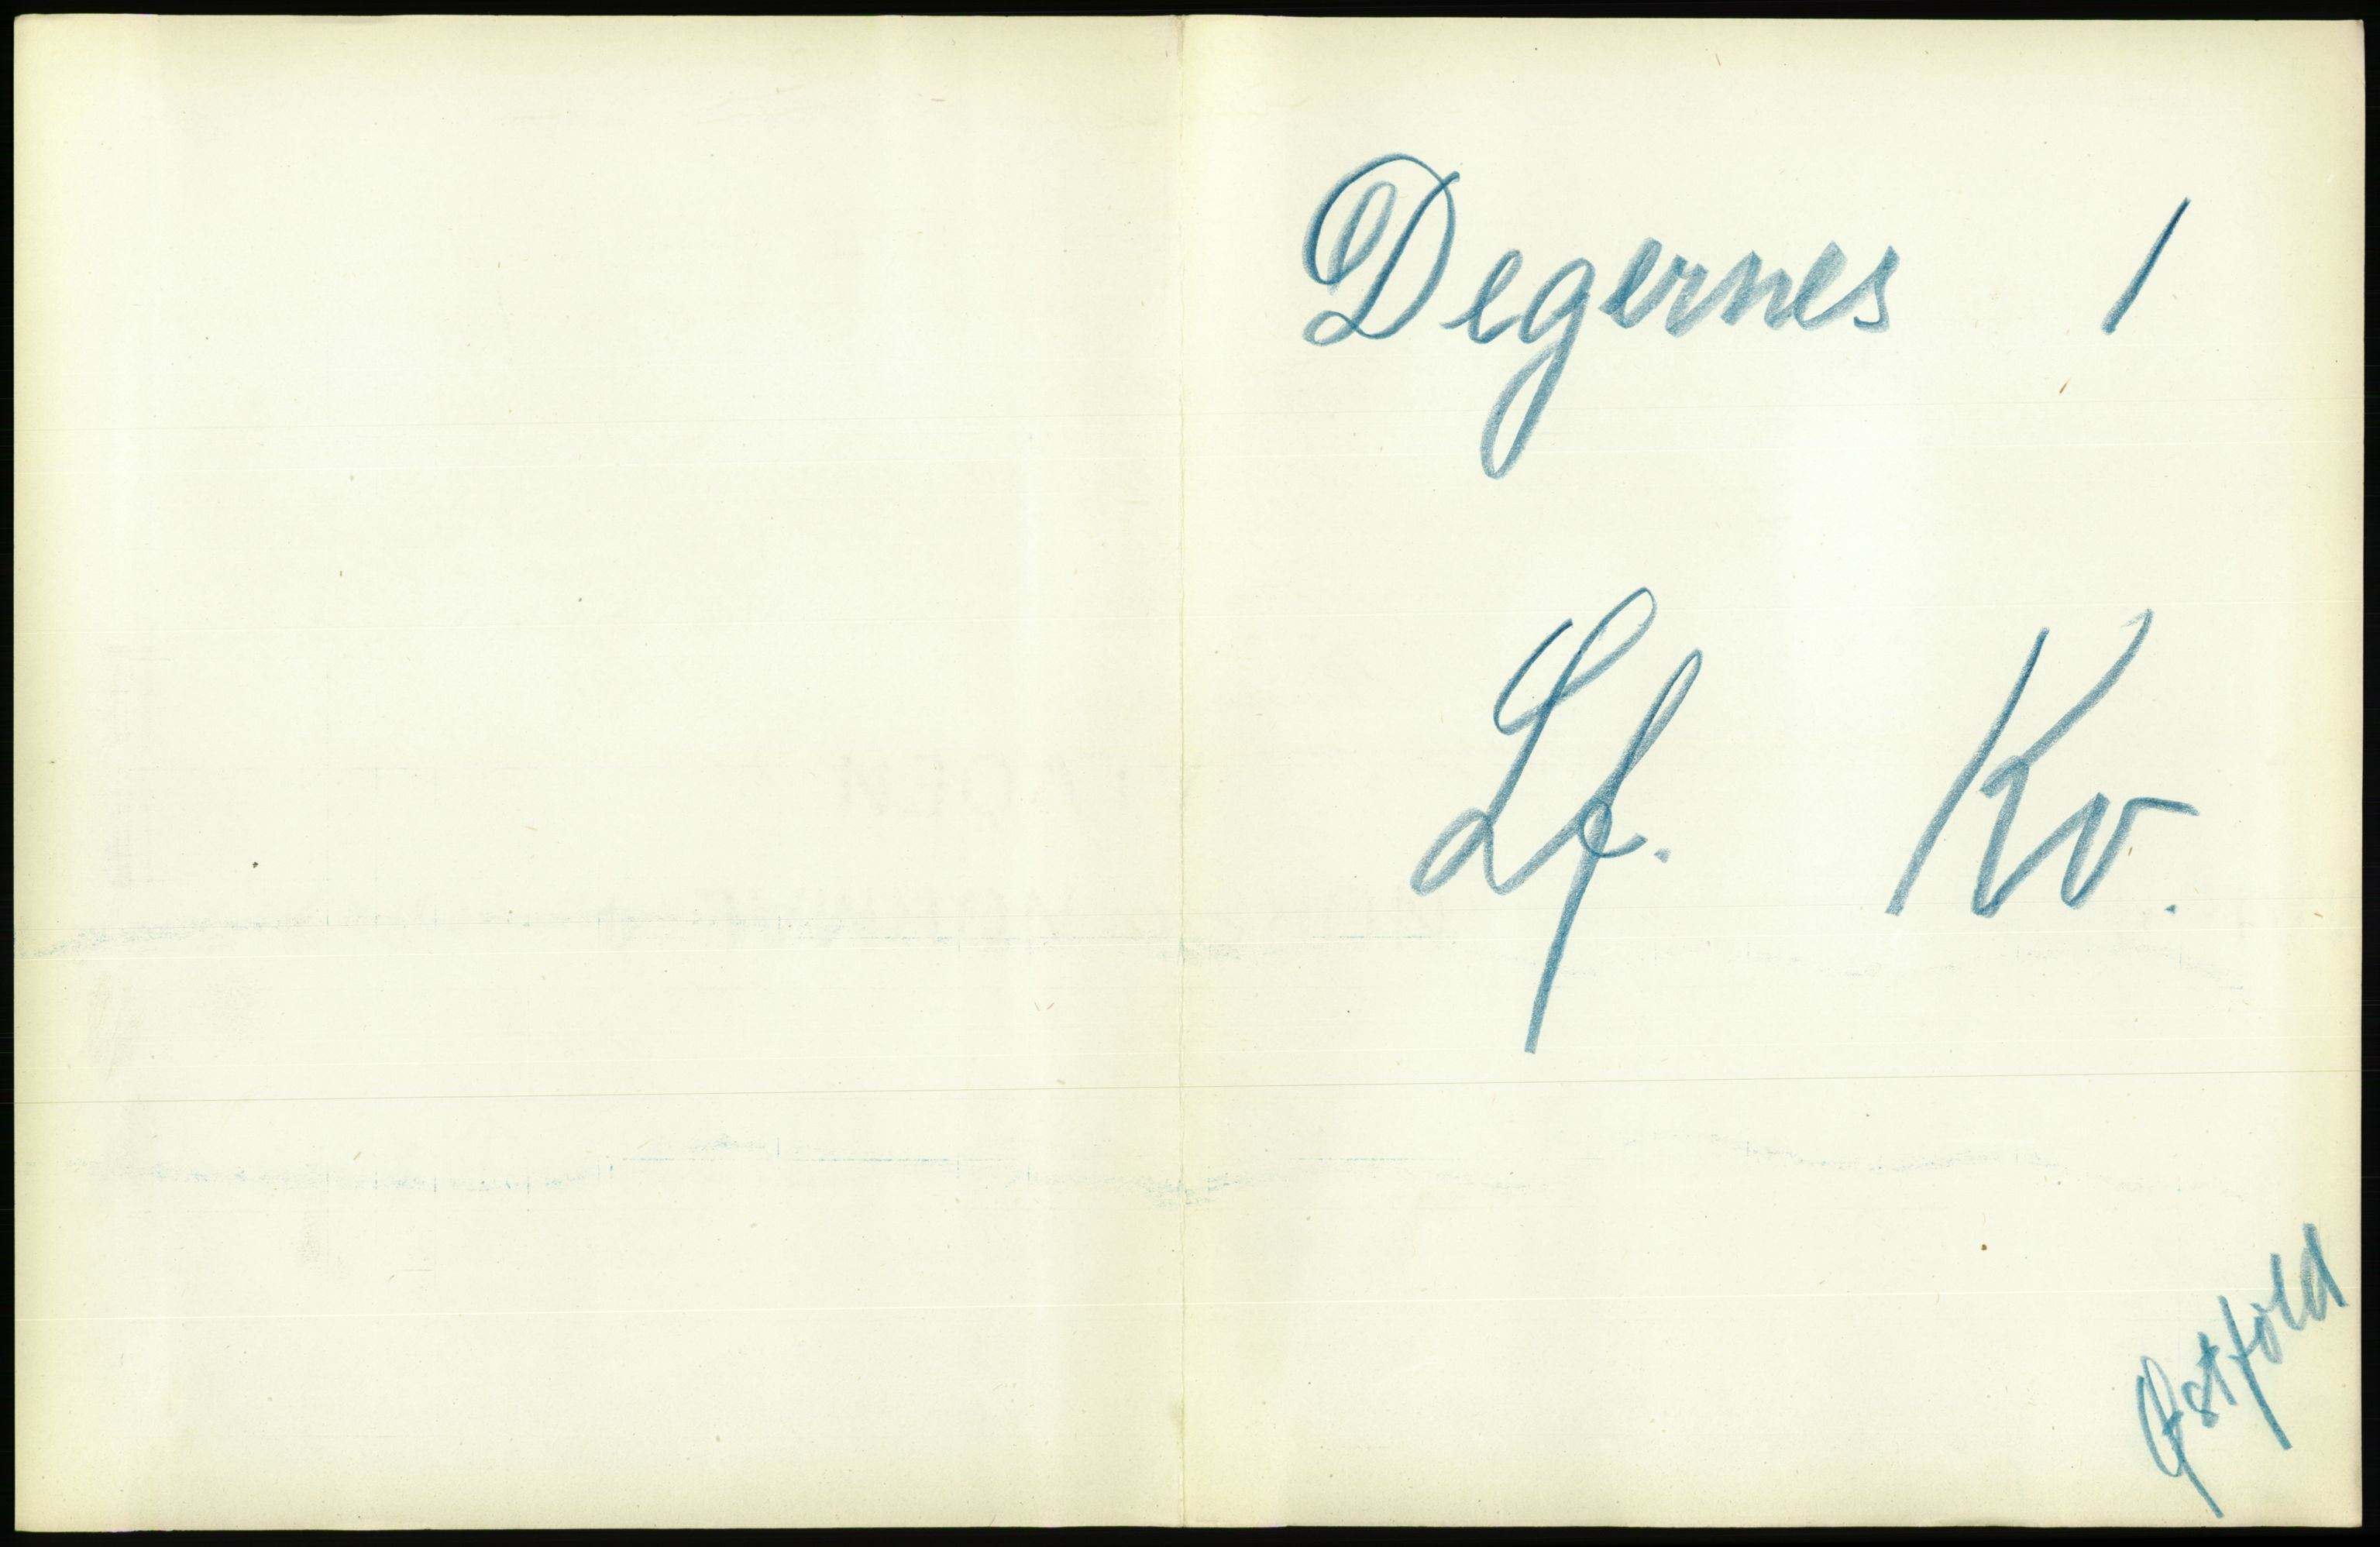 Degernes 1
Lf. Kv.
Østfold